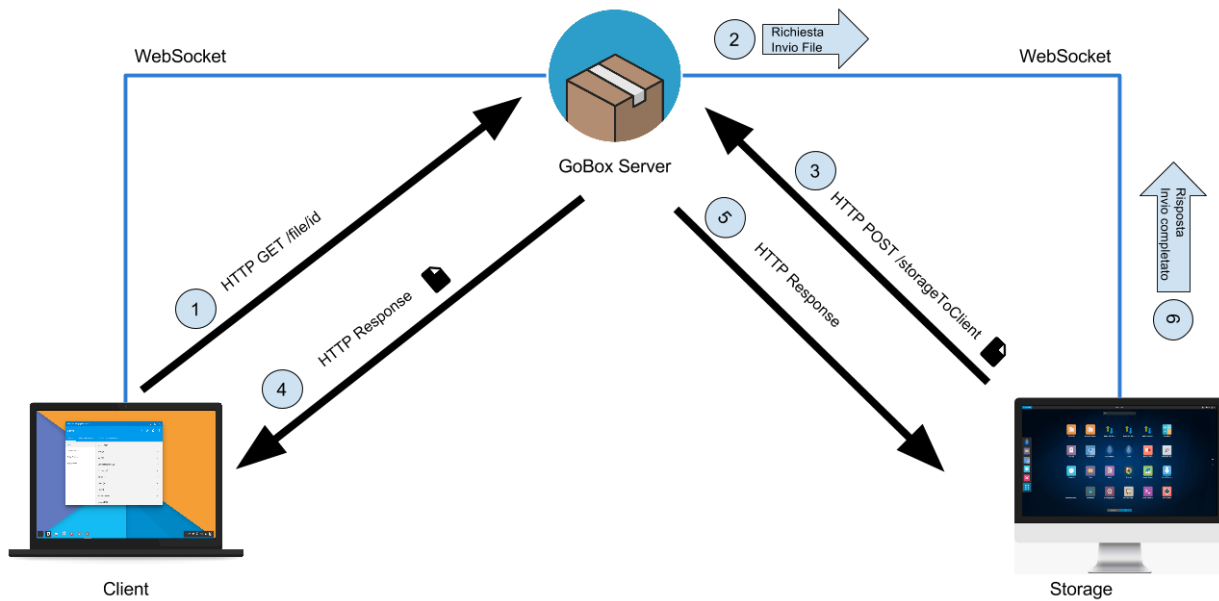 WebSocket
2
Richiesta
Invio File
WebSocket
GoBox Server
1
HTTP GET /file/id
4
HTTP Response
5
HTTP Response
3
HTTP POST /storageToClient
Risposta
Invio completato
6
Client
Storage